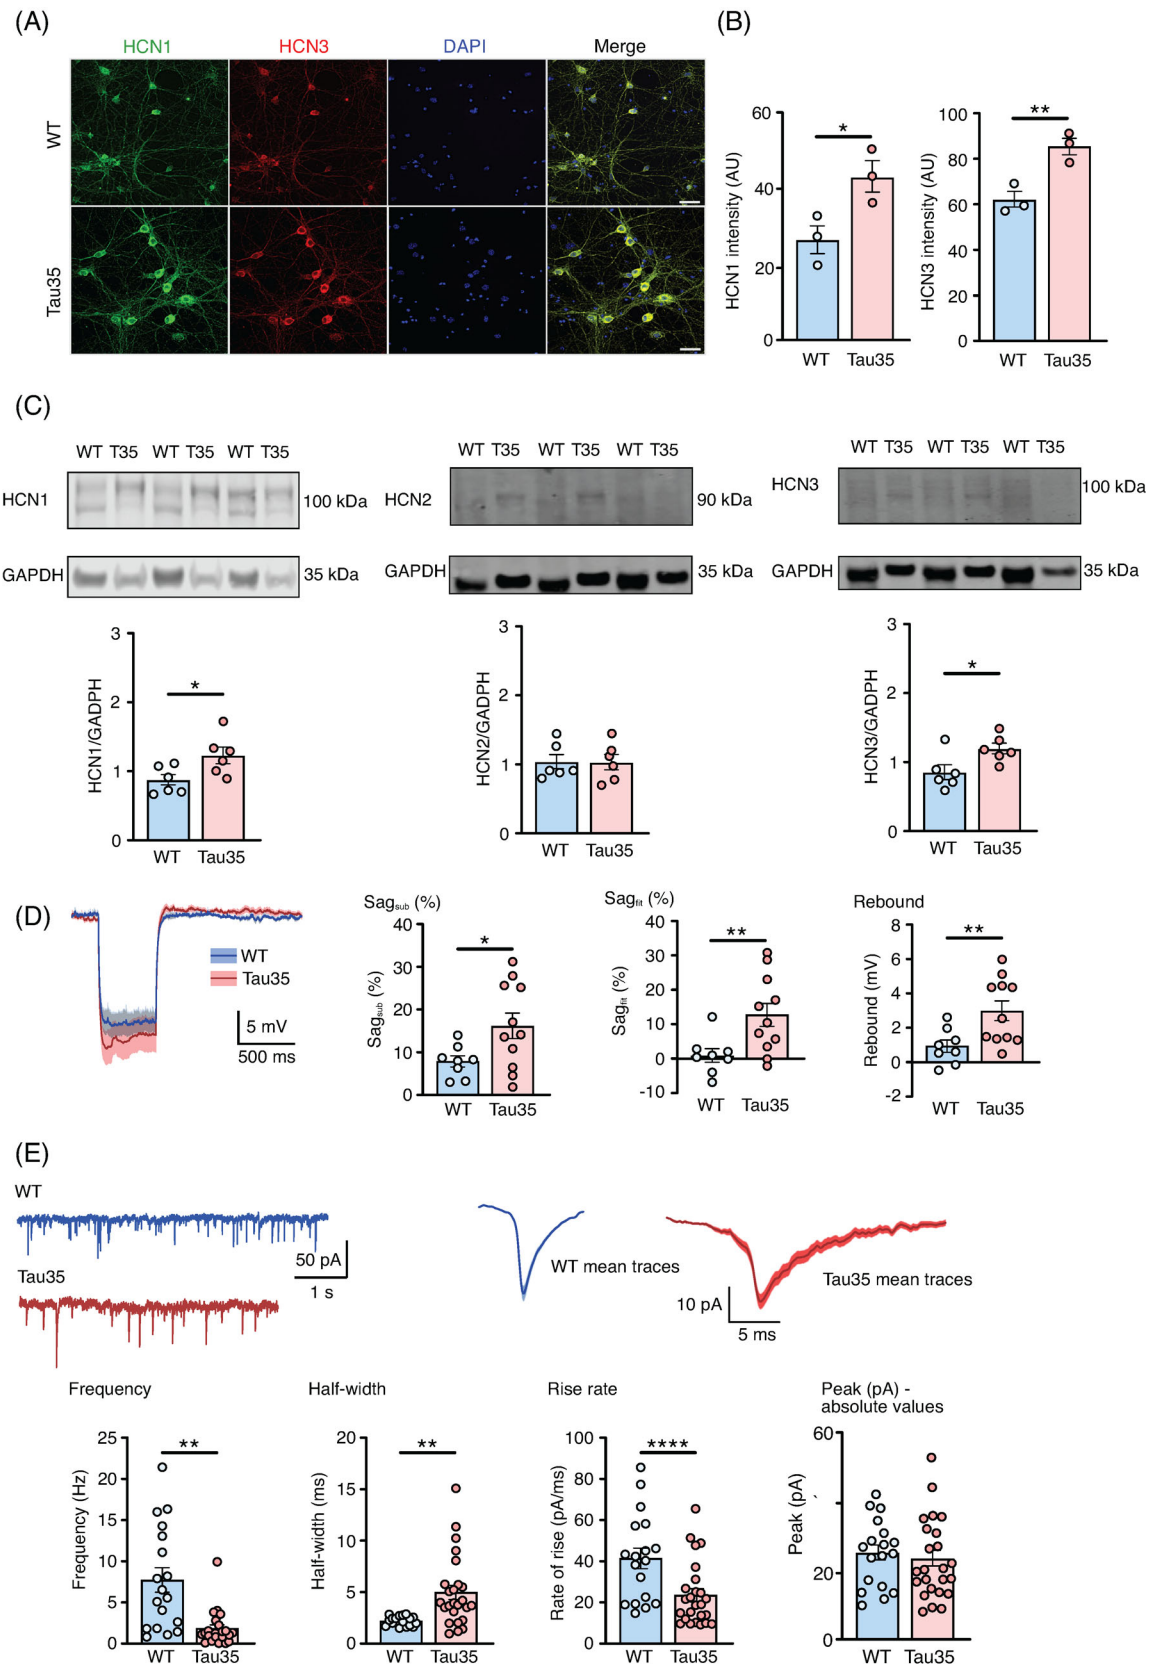 (A)
HCN1 HCN3 DAPI Merge
WT
Tau35
(B)
HCN1 intensity (AU)
60
40
20
0
WT Tau35
*
HCN3 intensity (AU)
100
80
60
40
20
0
WT Tau35
**
(C)
WT T35 WT T35 WT T35
HCN1
100 kDa
GAPDH
35 kDa
WT T35 WT T35 WT T35
HCN2
90 kDa
GAPDH
35 kDa
WT T35 WT T35 WT T35
HCN3
100 kDa
GAPDH
35 kDa
HCN1/GADPH
3
2
1
0
*
WT Tau35
HCN2/GADPH
3
2
1
0
WT Tau35
HCN3/GADPH
3
2
1
0
*
WT Tau35
(D)
WT
Tau35
5 mV
500 ms
Sagsub (%)
Sagsub (%)
40
30
20
10
0
*
WT Tau35
Sagfit (%)
Sagfit (%)
40
30
20
10
0
-10
**
WT Tau35
Rebound
Rebound (mV)
8
6
4
2
0
-2
**
WT Tau35
(E)
WT
50 pA
1 s
Tau35
WT mean traces
Tau35 mean traces
10 pA
5 ms
Frequency
Frequency (Hz)
25
20
15
10
5
0
**
WT Tau35
Half-width
Half-width (ms)
20
15
10
5
0
**
WT Tau35
Rise rate
Rate of rise (pA/ms)
100
80
60
40
20
0
****
WT Tau35
Peak (pA) -
absolute values
Peak (pA)
60
20
0
WT Tau35